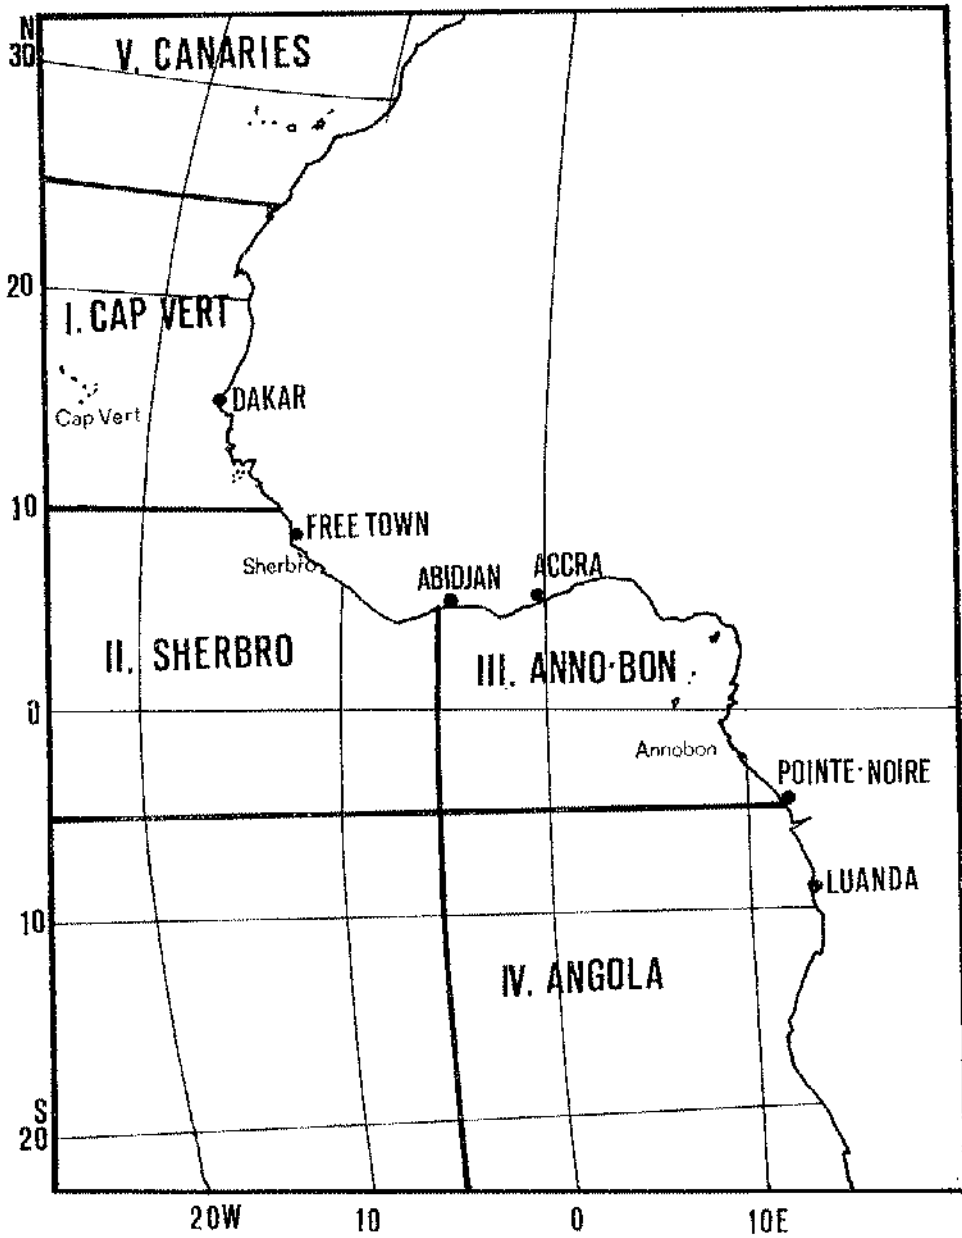 N
30
V. CANARIES
20
I. CAP VERT
Cap Vert
DAKAR
10
FREE TOWN
Sherbro
ABIDJAN
ACCRA
II. SHERBRO
III. ANNO·BON
0
Annobon
POINTE·NOIRE
LUANDA
10
IV. ANGOLA
S
20
20W
10
0
10E